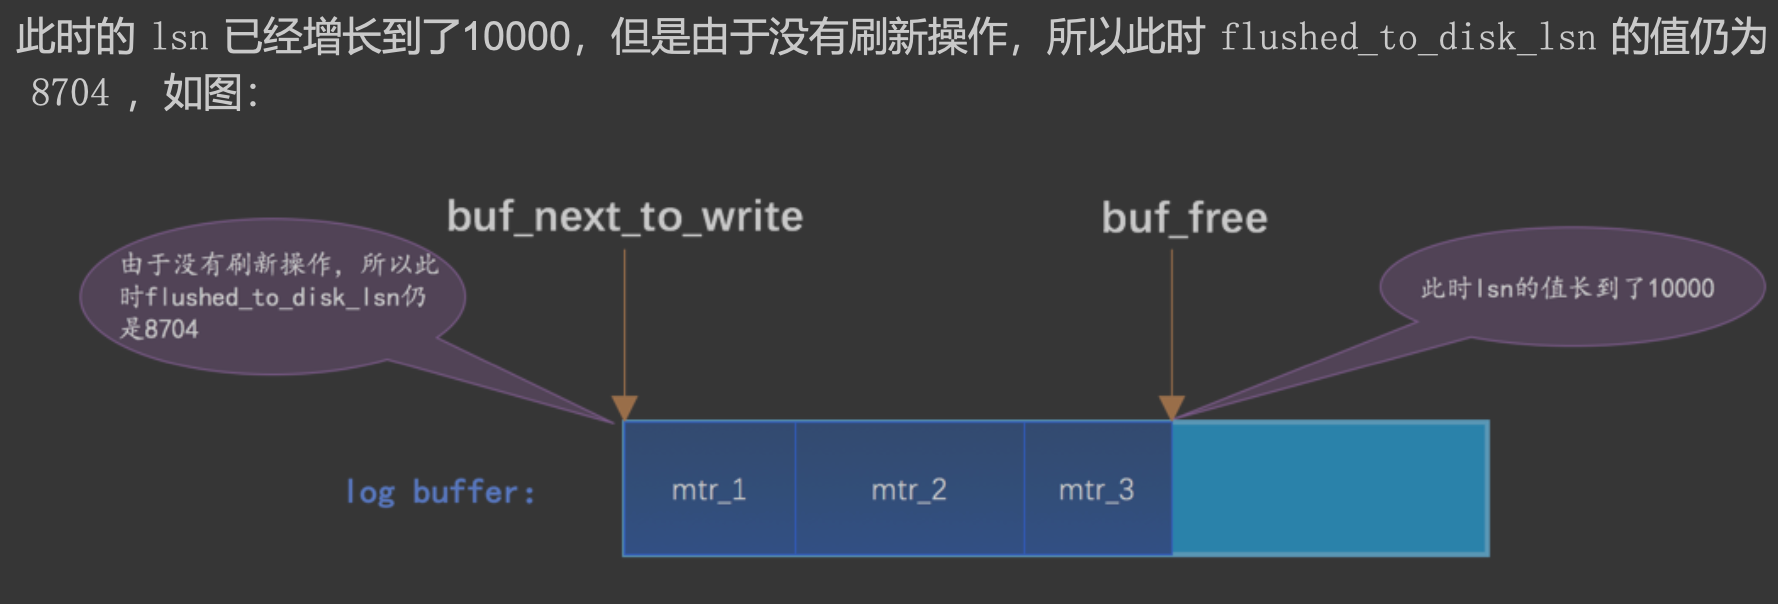 此时的 lsn 已经增长到了10000，但是由于没有刷新操作，所以此时 flushed_to_disk_lsn 的值仍为
8704 ，如图：
buf_next_to_write
buf_free
由于没有刷新操作，所以此
时flushed_to_disk_lsn仍
是8704
此时lsn的值长到了10000
log buffer:
mtr_1
mtr_2
mtr_3